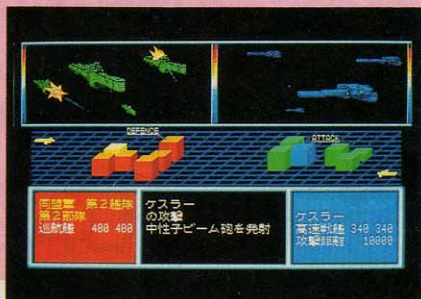 DEFENCE
ATTACK
同盟軍 第2艦隊
第2部隊
巡航艦 400 400
ケスラー
の攻撃
中性子ビーム砲を発射
ケスラー
高速戦艦 340 340
攻撃距離 10000